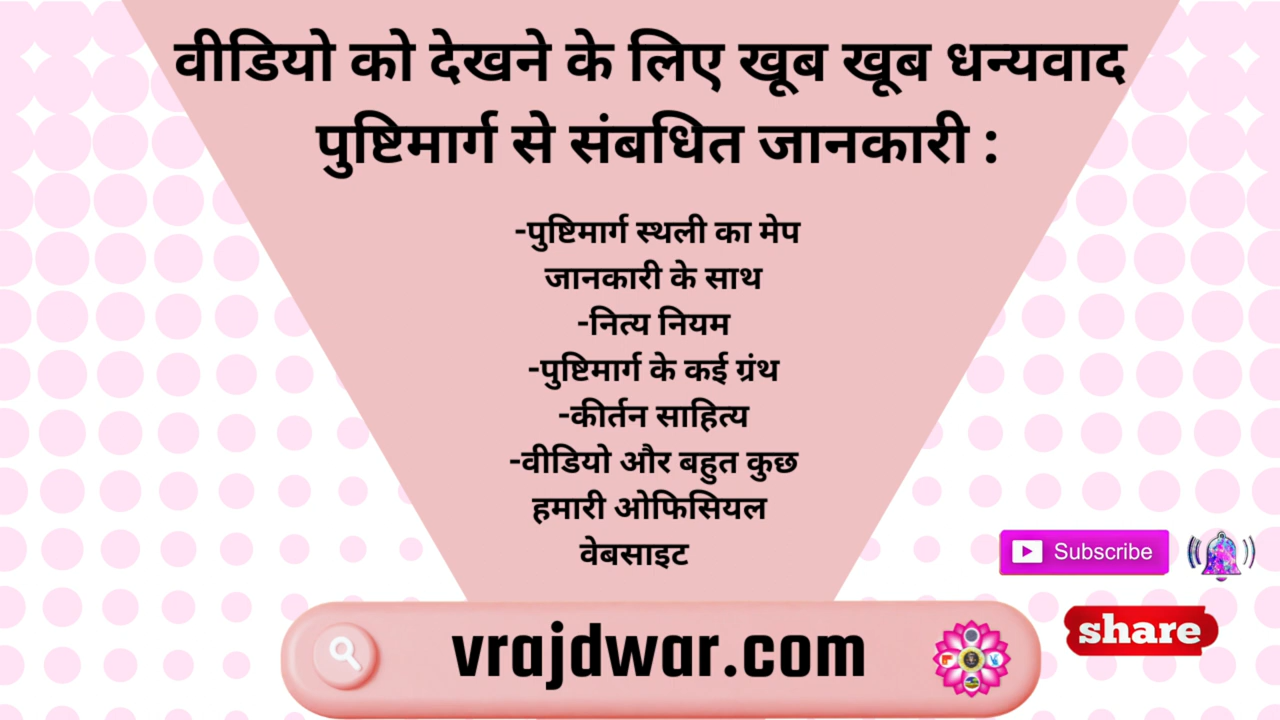 वीडियो को देखने के लिए खूब खूब धन्यवाद
पुष्टिमार्ग से संबधित जानकारी :
-पुष्टिमार्ग स्थली का मेप
जानकारी के साथ
-नित्य नियम
-पुष्टिमार्ग के कई ग्रंथ
-कीर्तन साहित्य
-वीडियो और बहुत कुछ
हमारी ओफिसियल
वेबसाइट
Subscribe
share
vrajdwar.com